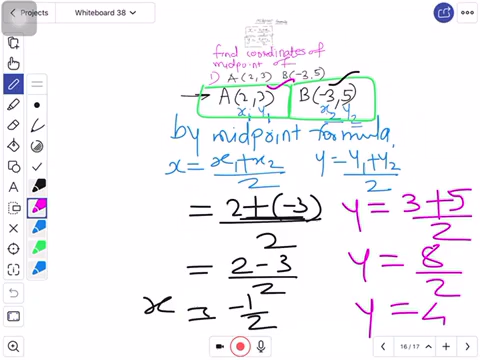 Projects Whiteboard 38
find coordinates of
midpoint of
1) A(2,3) B(-3,5)
A(2,3) B(-3,5)
x₁ y₁ x₂ y₂
by midpoint formula
x = x₁+x₂/2 y = y₁+y₂/2
= 2+(-3)/2 y = 3+5/2
= 2-3/2 y = 8/2
x = -1/2 y = 4
16/17